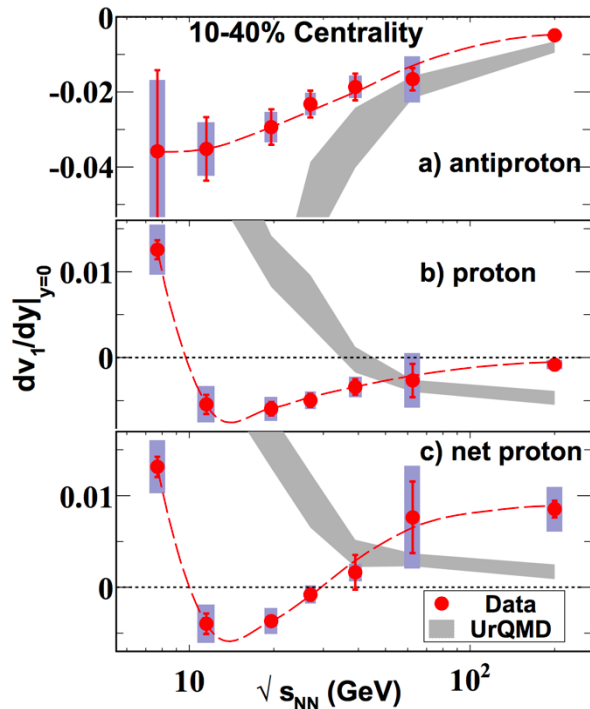 10-40% Centrality
0
−0.02
−0.04
a) antiproton
0.01
0
b) proton
dv₁/dy|y=0
0.01
0
c) net proton
Data
UrQMD
10
10²
√ sNN (GeV)